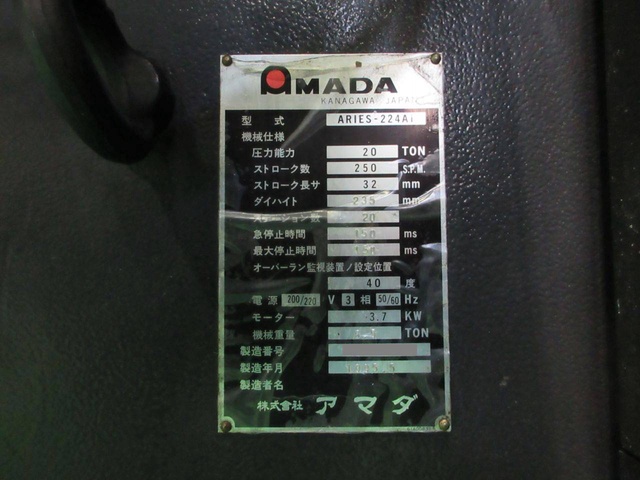 AMADA
KANAGAWA JAPAN
型式 ARIES-224AI
機械仕様
圧力能力 20 TON
ストローク数 250 S.P.M.
ストローク長サ 32 mm
ダイハイト 235 mm
ステーション数 20
急停止時間 150 ms
最大停止時間 ms
オーバーラン監視装置/設定位置
40 度
電源 200/220 V 3 相 50/60 Hz
モーター 3.7 KW
機械重量 TON
製造番号
製造年月
製造者名
株式会社 アマダ